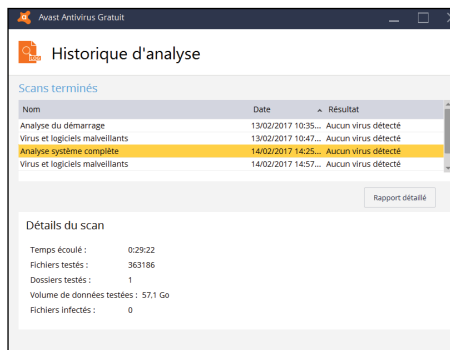 Avast Antivirus Gratuit
Historique d'analyse
Scans terminés
Nom Date Résultat
Analyse du démarrage 13/02/2017 10:35... Aucun virus détecté
Virus et logiciels malveillants 13/02/2017 10:47... Aucun virus détecté
Analyse système complète 14/02/2017 14:25... Aucun virus détecté
Virus et logiciels malveillants 14/02/2017 14:57... Aucun virus détecté
Rapport détaillé
Détails du scan
Temps écoulé : 0:29:22
Fichiers testés : 363186
Dossiers testés : 1
Volume de données testées : 57,1 Go
Fichiers infectés : 0